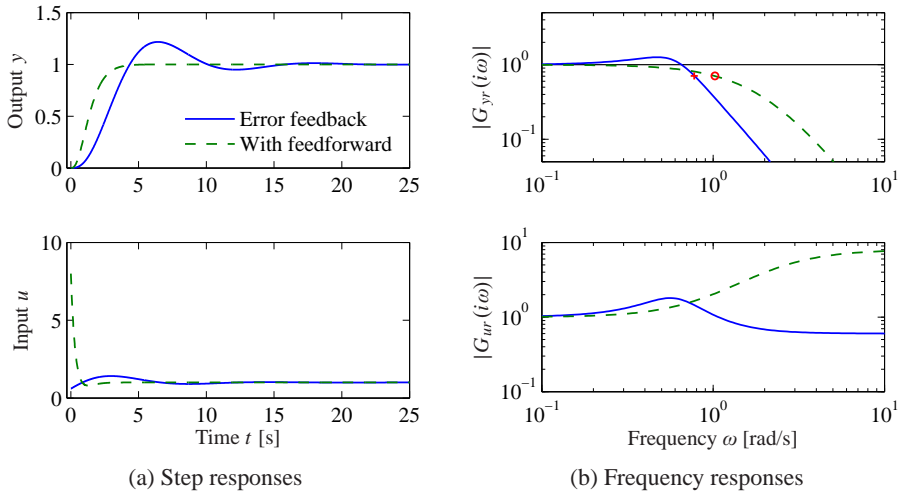 1.5
1
0.5
0
Output y
0 5 10 15 20 25
Error feedback
With feedforward
10
5
0
Input u
0 5 10 15 20 25
Time t [s]
(a) Step responses
10^0
10^−1
|G_yr(iω)|
10^−1 10^0 10^1
10^1
10^0
10^−1
|G_ur(iω)|
10^−1 10^0 10^1
Frequency ω [rad/s]
(b) Frequency responses